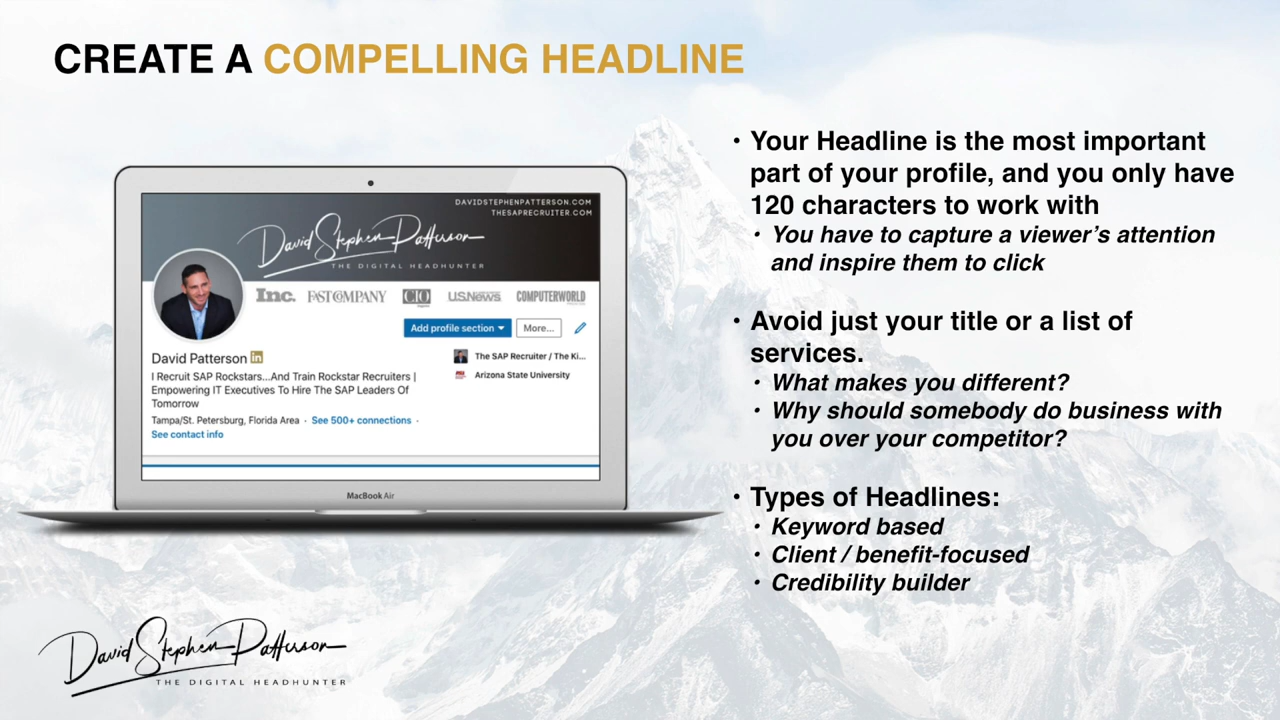 CREATE A COMPELLING HEADLINE
DAVIDSTEPHENPATTERSON.COM
THESAPRECRUITER.COM
David Stephen Patterson
THE DIGITAL HEADHUNTER
Inc. FAST COMPANY CIO U.S.News COMPUTERWORLD
Add profile section More...
David Patterson in
The SAP Recruiter / The Ki...
Arizona State University
I Recruit SAP Rockstars...And Train Rockstar Recruiters |
Empowering IT Executives To Hire The SAP Leaders Of
Tomorrow
Tampa/St. Petersburg, Florida Area · See 500+ connections ·
See contact info
MacBook Air
• Your Headline is the most important
part of your profile, and you only have
120 characters to work with
• You have to capture a viewer’s attention
and inspire them to click
• Avoid just your title or a list of
services.
• What makes you different?
• Why should somebody do business with
you over your competitor?
• Types of Headlines:
• Keyword based
• Client / benefit-focused
• Credibility builder
David Stephen Patterson
THE DIGITAL HEADHUNTER